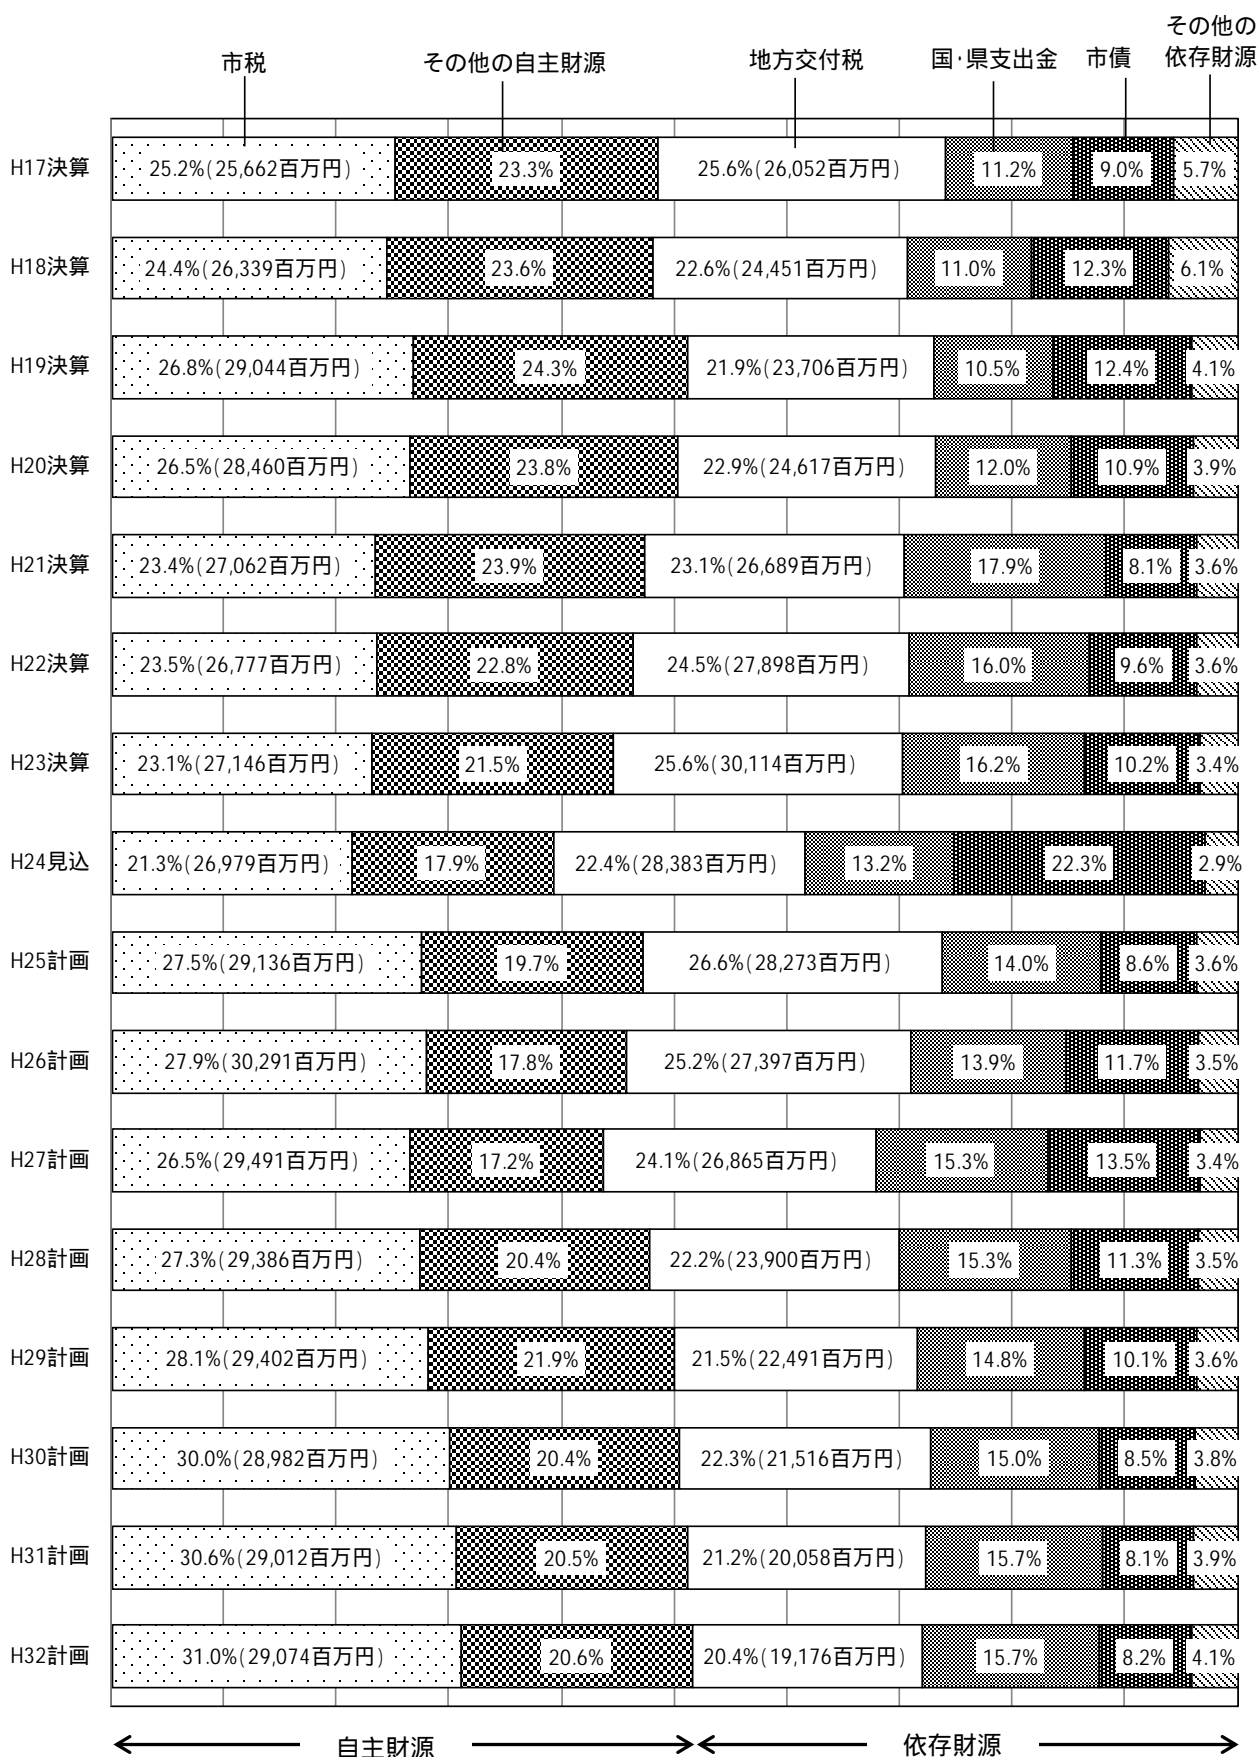 その他の
市税 その他の自主財源 地方交付税 国・県支出金 市債 依存財源
H17決算 25.2%(25,662百万円) 23.3% 25.6%(26,052百万円) 11.2% 9.0% 5.7%
H18決算 24.4%(26,339百万円) 23.6% 22.6%(24,451百万円) 11.0% 12.3% 6.1%
H19決算 26.8%(29,044百万円) 24.3% 21.9%(23,706百万円) 10.5% 12.4% 4.1%
H20決算 26.5%(28,460百万円) 23.8% 22.9%(24,617百万円) 12.0% 10.9% 3.9%
H21決算 23.4%(27,062百万円) 23.9% 23.1%(26,689百万円) 17.9% 8.1% 3.6%
H22決算 23.5%(26,777百万円) 22.8% 24.5%(27,898百万円) 16.0% 9.6% 3.6%
H23決算 23.1%(27,146百万円) 21.5% 25.6%(30,114百万円) 16.2% 10.2% 3.4%
H24見込 21.3%(26,979百万円) 17.9% 22.4%(28,383百万円) 13.2% 22.3% 2.9%
H25計画 27.5%(29,136百万円) 19.7% 26.6%(28,273百万円) 14.0% 8.6% 3.6%
H26計画 27.9%(30,291百万円) 17.8% 25.2%(27,397百万円) 13.9% 11.7% 3.5%
H27計画 26.5%(29,491百万円) 17.2% 24.1%(26,865百万円) 15.3% 13.5% 3.4%
H28計画 27.3%(29,386百万円) 20.4% 22.2%(23,900百万円) 15.3% 11.3% 3.5%
H29計画 28.1%(29,402百万円) 21.9% 21.5%(22,491百万円) 14.8% 10.1% 3.6%
H30計画 30.0%(28,982百万円) 20.4% 22.3%(21,516百万円) 15.0% 8.5% 3.8%
H31計画 30.6%(29,012百万円) 20.5% 21.2%(20,058百万円) 15.7% 8.1% 3.9%
H32計画 31.0%(29,074百万円) 20.6% 20.4%(19,176百万円) 15.7% 8.2% 4.1%
自主財源 依存財源